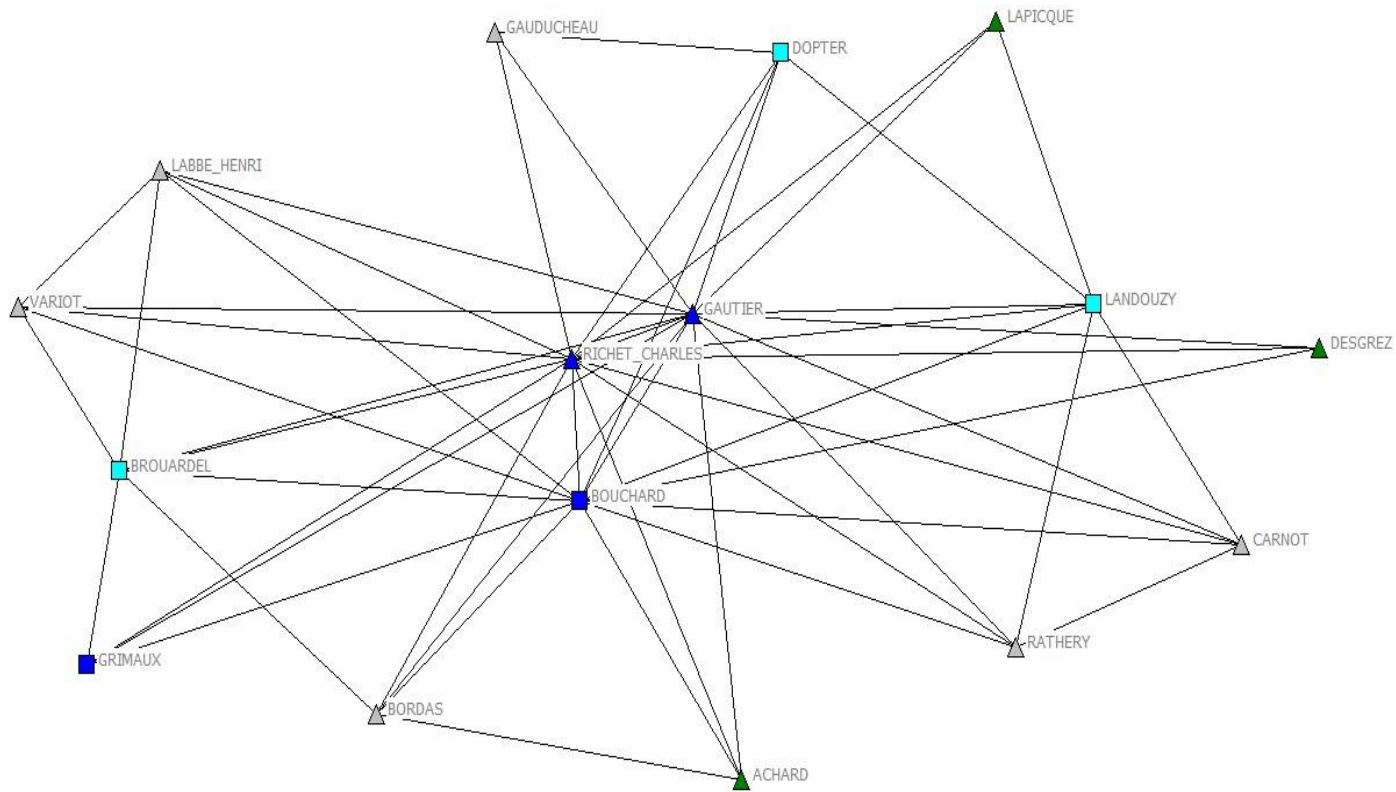 LAPICQUE
GAUDUCHEAU
DOPTER
LABBE_HENRI
VARIOT
GAUTIER
LANDOUZY
DESGREZ
RICHET_CHARLES
BROUARDEL
BOUCHARD
CARNOT
RATHERY
GRIMAUX
BORDAS
ACHARD